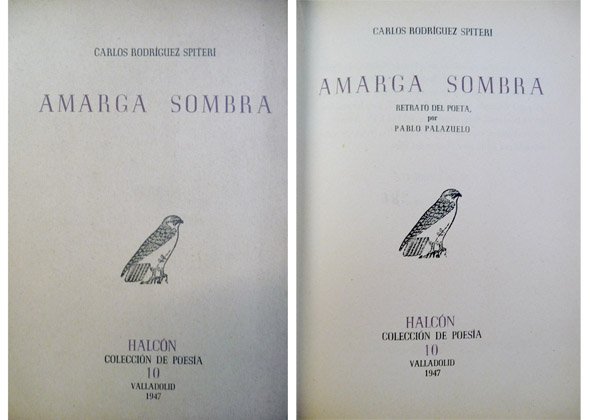 CARLOS RODRÍGUEZ SPITERI
AMARGA SOMBRA
HALCÓN
COLECCIÓN DE POESÍA
10
VALLADOLID
1947
CARLOS RODRÍGUEZ SPITERI
AMARGA SOMBRA
RETRATO DEL POETA,
por
PABLO PALAZUELO
HALCÓN
COLECCIÓN DE POESÍA
10
VALLADOLID
1947